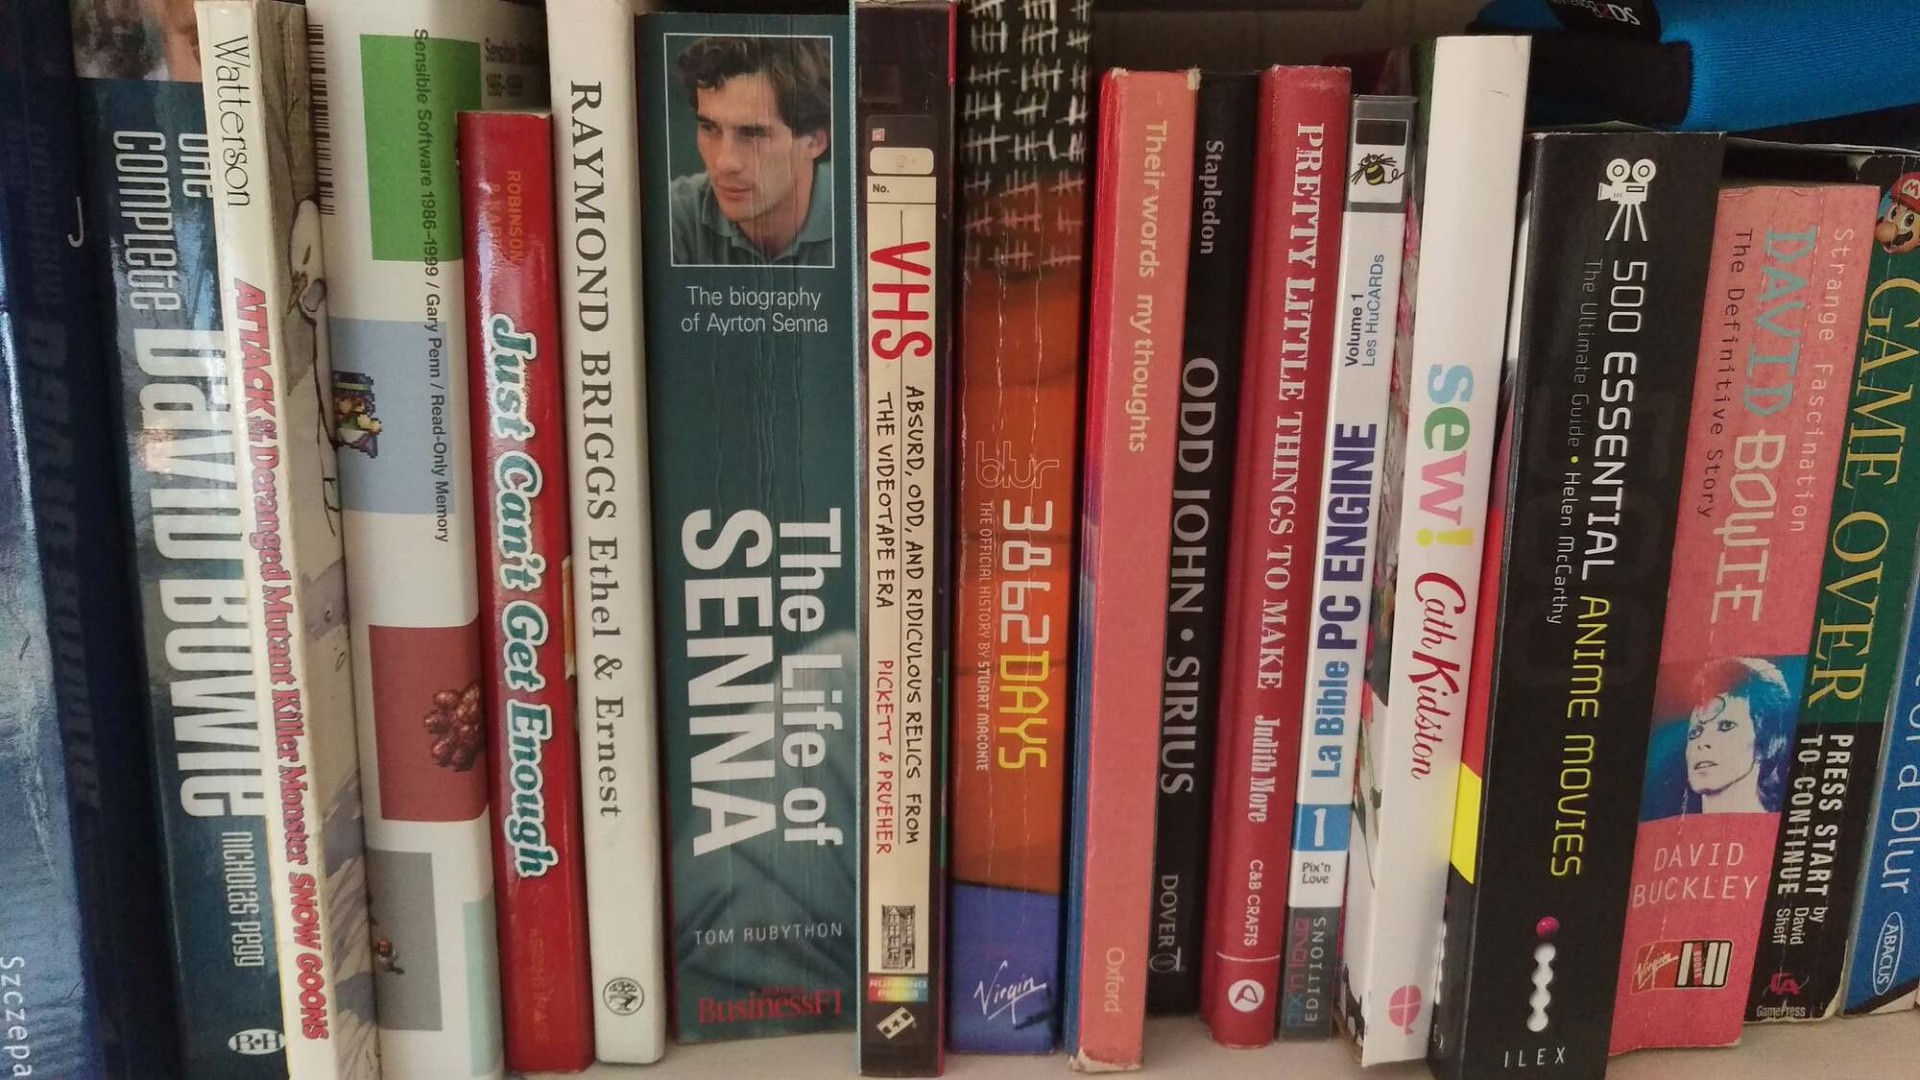 Szczepa
THE
COMPLETE
DAVID BOWIE
NICHOLAS PEGG
R·H
Watterson
ATTACK OF THE Deranged Mutant Killer Monster SNOW GOONS
Sensible Software 1986–1999 / Gary Penn / Read-Only Memory
ROBINSON
Just Can't Get Enough
RAYMOND BRIGGS Ethel & Ernest
The biography
of Ayrton Senna
The Life of
SENNA
TOM RUBYTHON
BusinessF1
No.
VHS
ABSURD, ODD, AND RIDICULOUS RELICS FROM
THE VIDEOTAPE ERA
PICKETT & PRUEHER
RUNNING
PRESS
blur
3862 DAYS
THE OFFICIAL HISTORY BY STUART MACONIE
Virgin
Their words my thoughts
Oxford
Stapledon
ODD JOHN • SIRIUS
DOVER
PRETTY LITTLE THINGS TO MAKE
Judith More
C&B CRAFTS
Volume 1
Les HuCARDs
La Bible PC ENGINE
1
Pix'n
Love
EDITIONS
sew!
Cath Kidston
500 ESSENTIAL ANIME MOVIES
The Ultimate Guide • Helen McCarthy
ILEX
Strange Fascination
DAVID BOWIE
The Definitive Story
DAVID
BUCKLEY
Virgin
BOOKS
GAME OVER
PRESS START
TO CONTINUE
by
David
Sheff
GamePress
of a blur
ABACUS